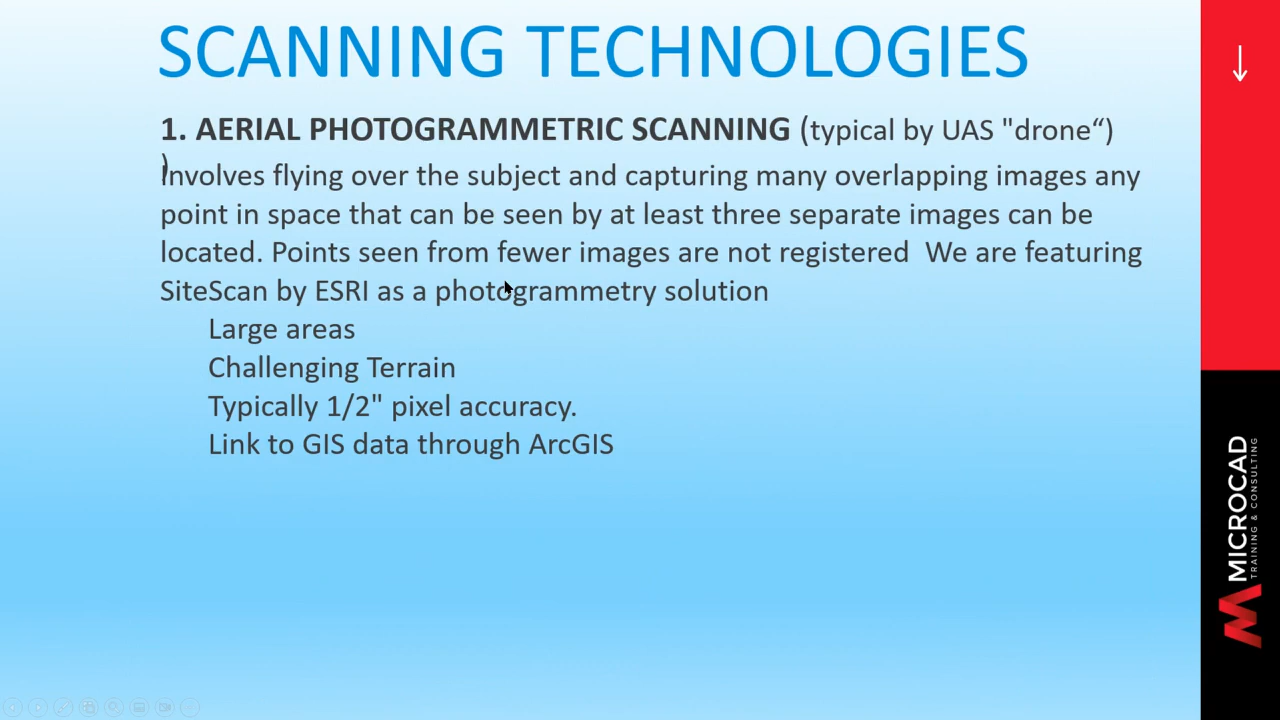 SCANNING TECHNOLOGIES
1. AERIAL PHOTOGRAMMETRIC SCANNING (typical by UAS "drone“)
)
Involves flying over the subject and capturing many overlapping images any
point in space that can be seen by at least three separate images can be
located. Points seen from fewer images are not registered  We are featuring
SiteScan by ESRI as a photogrammetry solution
Large areas
Challenging Terrain
Typically 1/2" pixel accuracy.
Link to GIS data through ArcGIS
MICROCAD
TRAINING & CONSULTING